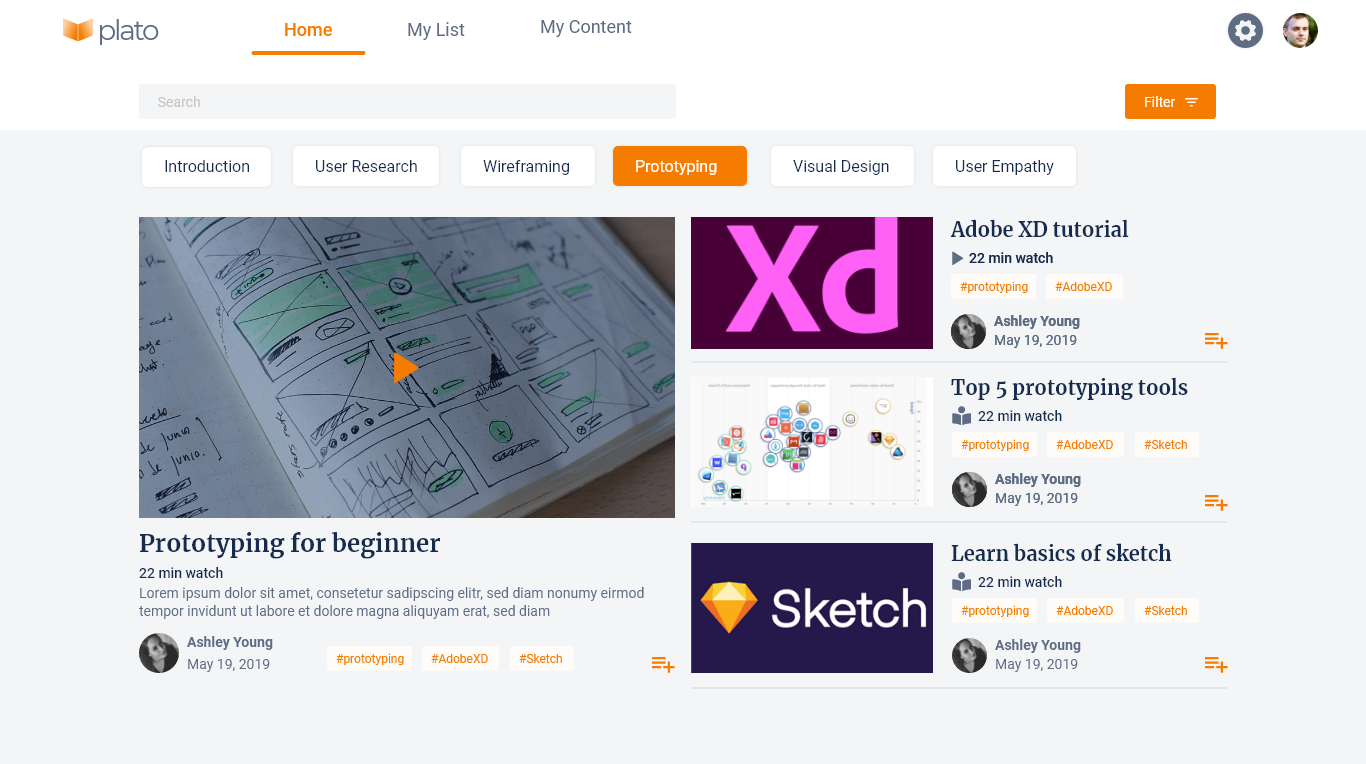 plato
Home
My List
My Content
Search
Filter
Introduction
User Research
Wireframing
Prototyping
Visual Design
User Empathy
Prototyping for beginner
22 min watch
Lorem ipsum dolor sit amet, consetetur sadipscing elitr, sed diam nonumy eirmod
tempor invidunt ut labore et dolore magna aliquyam erat, sed diam
Ashley Young
May 19, 2019
#prototyping
#AdobeXD
#Sketch
Xd
Adobe XD tutorial
22 min watch
#prototyping
#AdobeXD
Ashley Young
May 19, 2019
Top 5 prototyping tools
22 min watch
#prototyping
#AdobeXD
#Sketch
Ashley Young
May 19, 2019
Sketch
Learn basics of sketch
22 min watch
#prototyping
#AdobeXD
#Sketch
Ashley Young
May 19, 2019